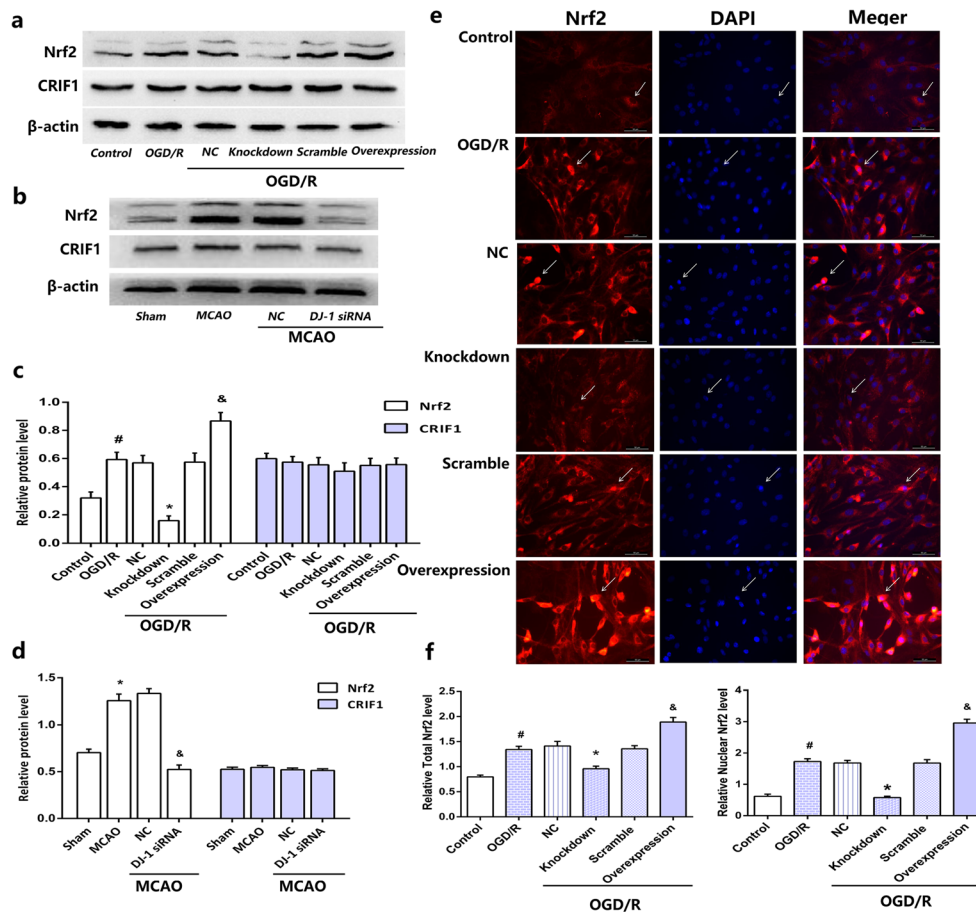 a
Nrf2
CRIF1
β-actin
Control OGD/R NC Knockdown Scramble Overexpression
OGD/R
b
Nrf2
CRIF1
β-actin
Sham MCAO NC DJ-1 siRNA
MCAO
c
Relative protein level
1.0
0.8
0.6
0.4
0.2
0.0
# * &
Nrf2
CRIF1
Control OGD/R NC Knockdown Scramble Overexpression Control OGD/R NC Knockdown Scramble Overexpression
OGD/R OGD/R
d
Relative protein level
1.5
1.0
0.5
0.0
* &
Nrf2
CRIF1
Sham MCAO NC DJ-1 siRNA Sham MCAO NC DJ-1 siRNA
MCAO MCAO
e
Nrf2 DAPI Meger
Control
OGD/R
NC
Knockdown
Scramble
Overexpression
f
Relative Total Nrf2 level
2.5
2.0
1.5
1.0
0.5
0.0
# * &
Control OGD/R NC Knockdown Scramble Overexpression
OGD/R
Relative Nuclear Nrf2 level
4
3
2
1
0
# * &
Control OGD/R NC Knockdown Scramble Overexpression
OGD/R